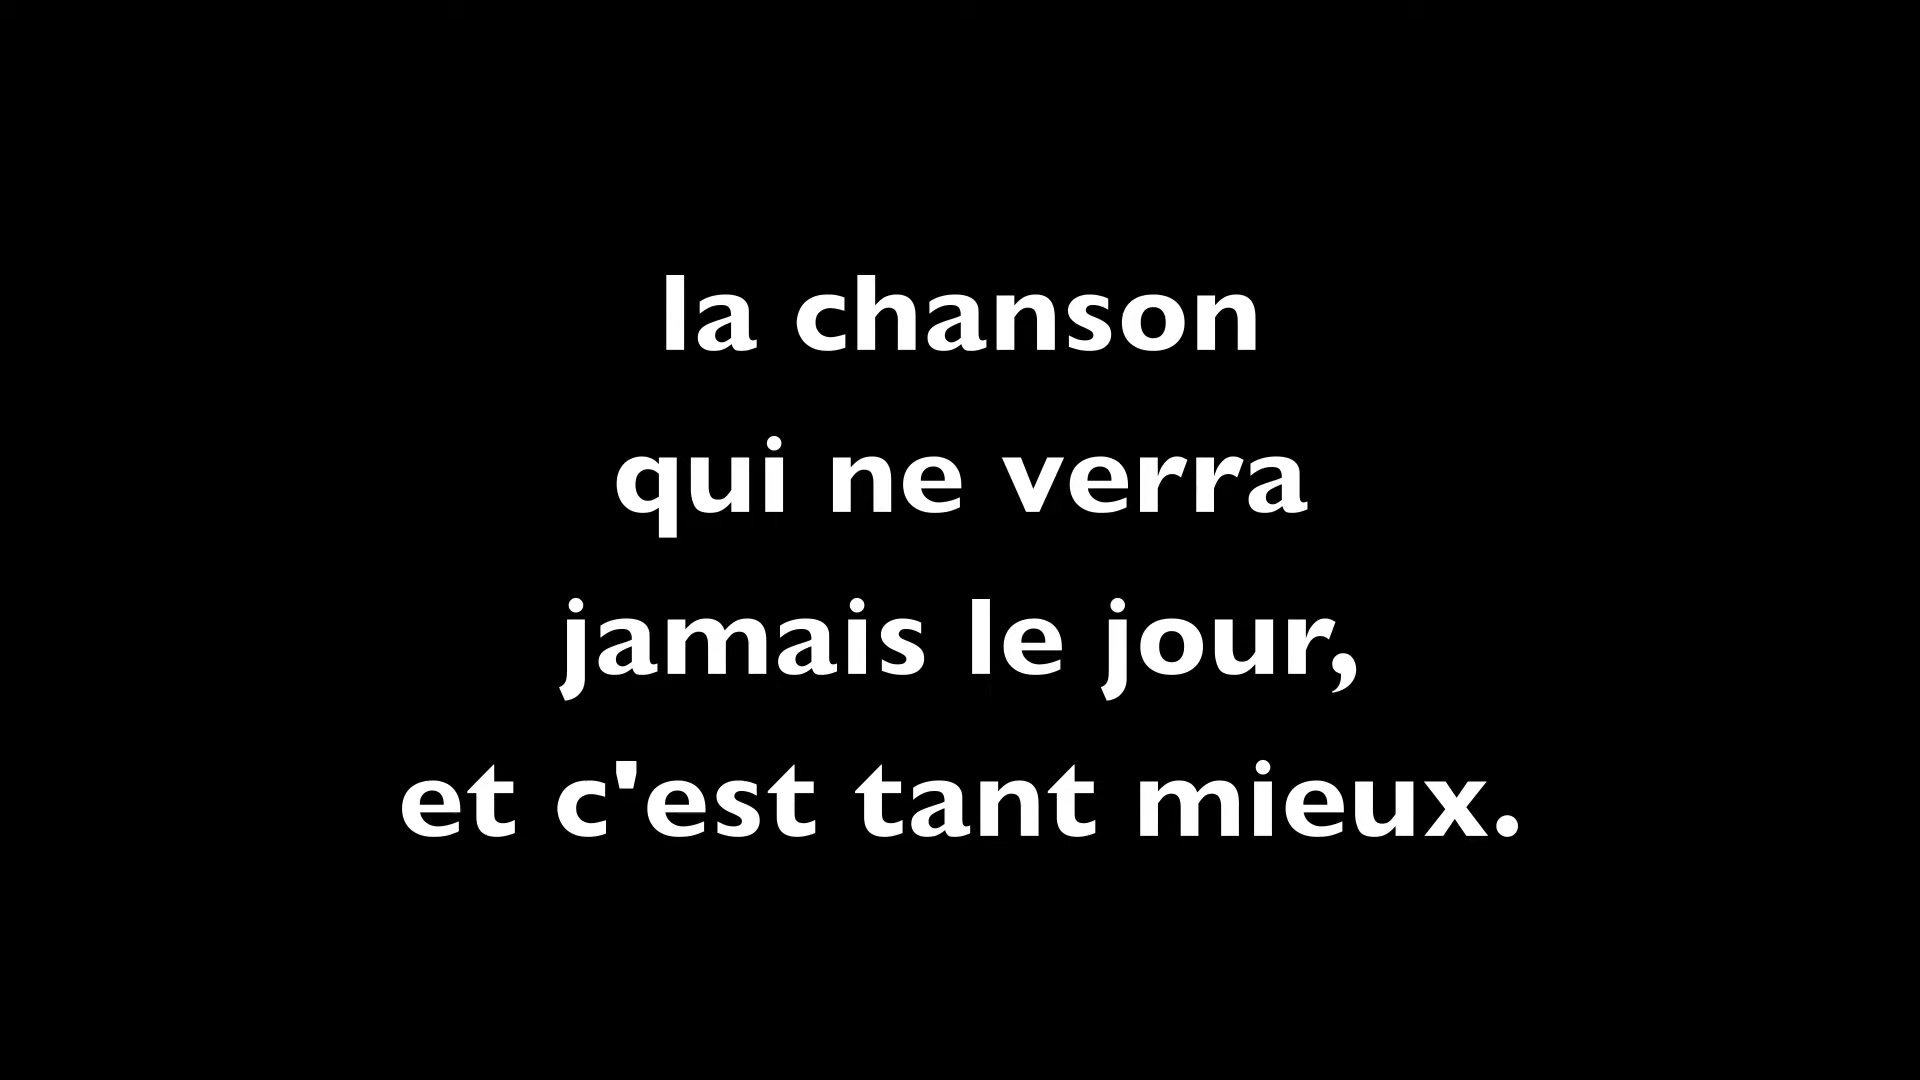 la chanson
qui ne verra
jamais le jour,
et c'est tant mieux.